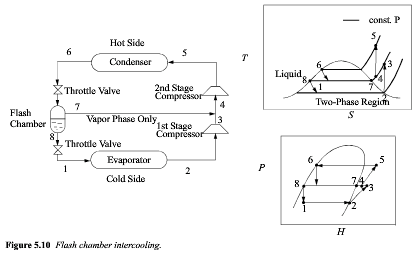 Hot Side
6
Condenser
5
Throttle Valve
2nd Stage
Compressor
Flash
Chamber
7
4
Vapor Phase Only
3
1st Stage
Compressor
8
Throttle Valve
1
Evaporator
2
Cold Side
const. P
T
5
6
3
Liquid
8
7
4
1
2
Two-Phase Region
S
P
6
5
8
7
4
3
1
2
H
Figure 5.10 Flash chamber intercooling.